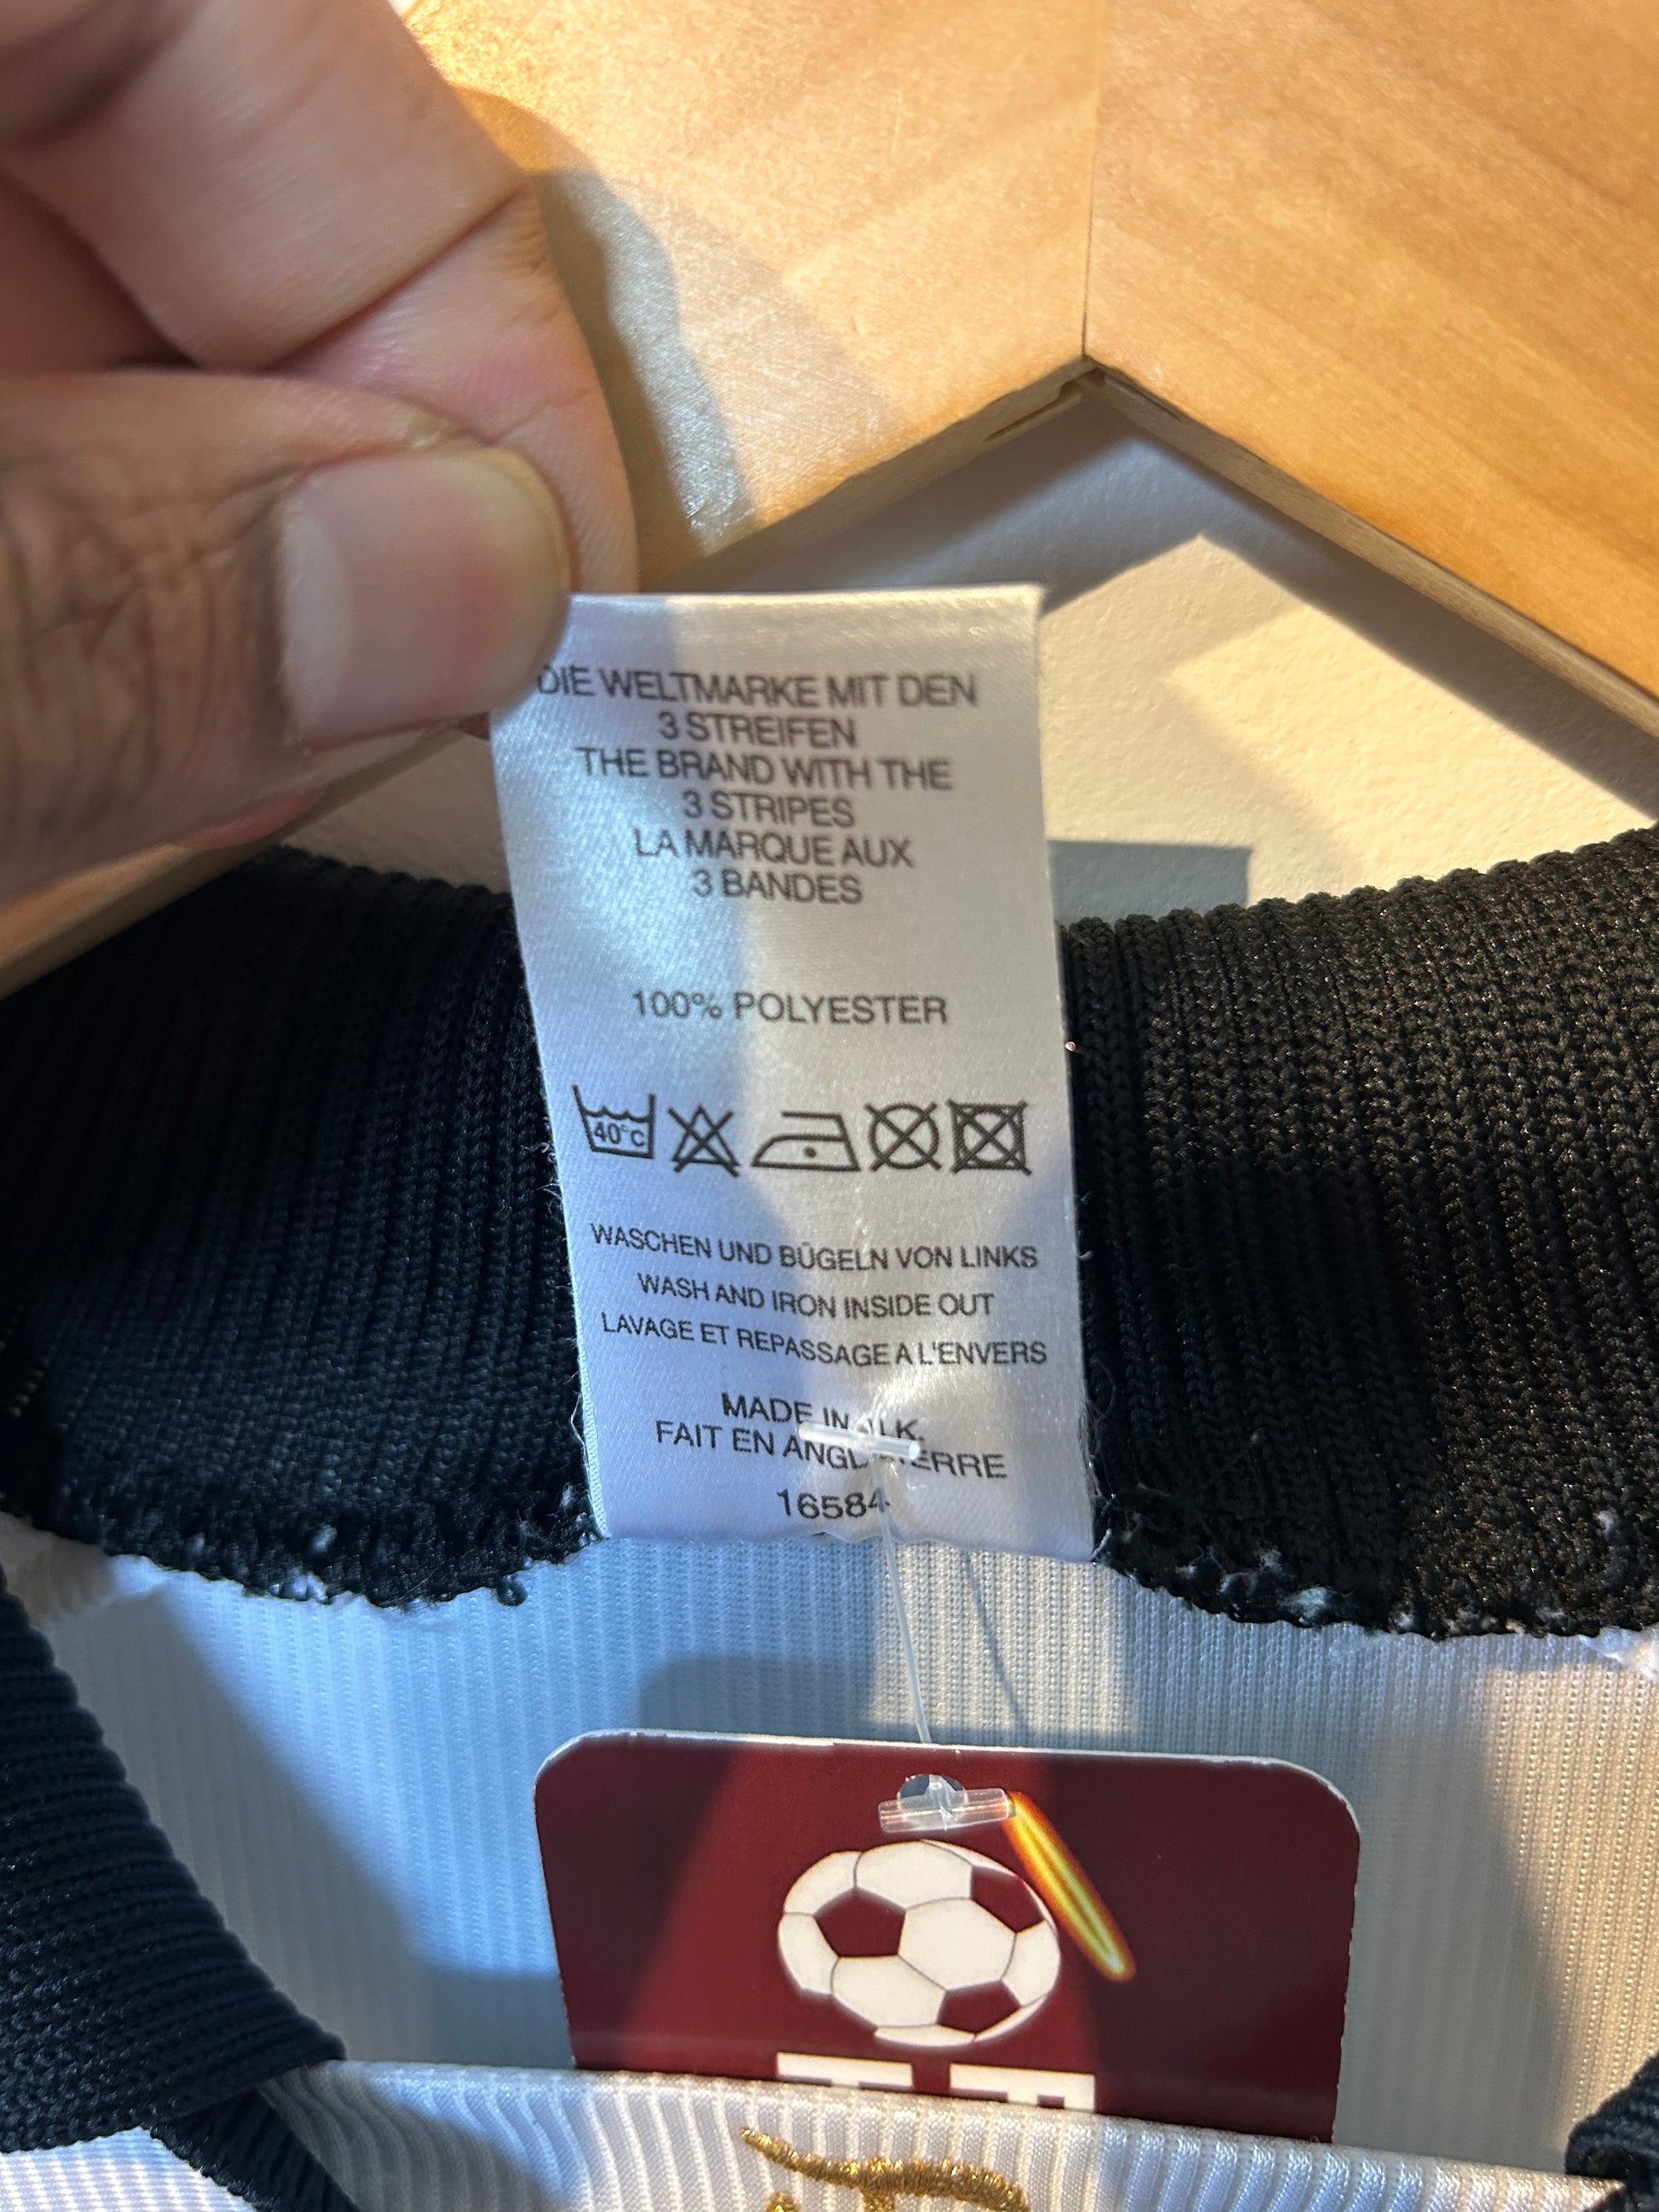 DIE WELTMARKE MIT DEN
3 STREIFEN
THE BRAND WITH THE
3 STRIPES
LA MARQUE AUX
3 BANDES
100% POLYESTER
40°C
WASCHEN UND BÜGELN VON LINKS
WASH AND IRON INSIDE OUT
LAVAGE ET REPASSAGE A L'ENVERS
MADE IN U.K.
FAIT EN ANGLETERRE
16584